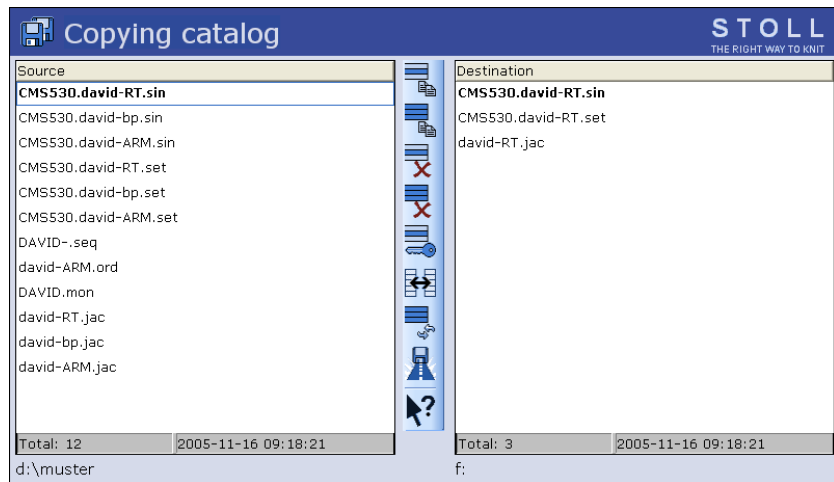 Copying catalog
STOLL
THE RIGHT WAY TO KNIT
Source
CMS530.david-RT.sin
CMS530.david-bp.sin
CMS530.david-ARM.sin
CMS530.david-RT.set
CMS530.david-bp.set
CMS530.david-ARM.set
DAVID-.seq
david-ARM.ord
DAVID.mon
david-RT.jac
david-bp.jac
david-ARM.jac
Total: 12
2005-11-16 09:18:21
d:\muster
?
Destination
CMS530.david-RT.sin
CMS530.david-RT.set
david-RT.jac
Total: 3
2005-11-16 09:18:21
f: